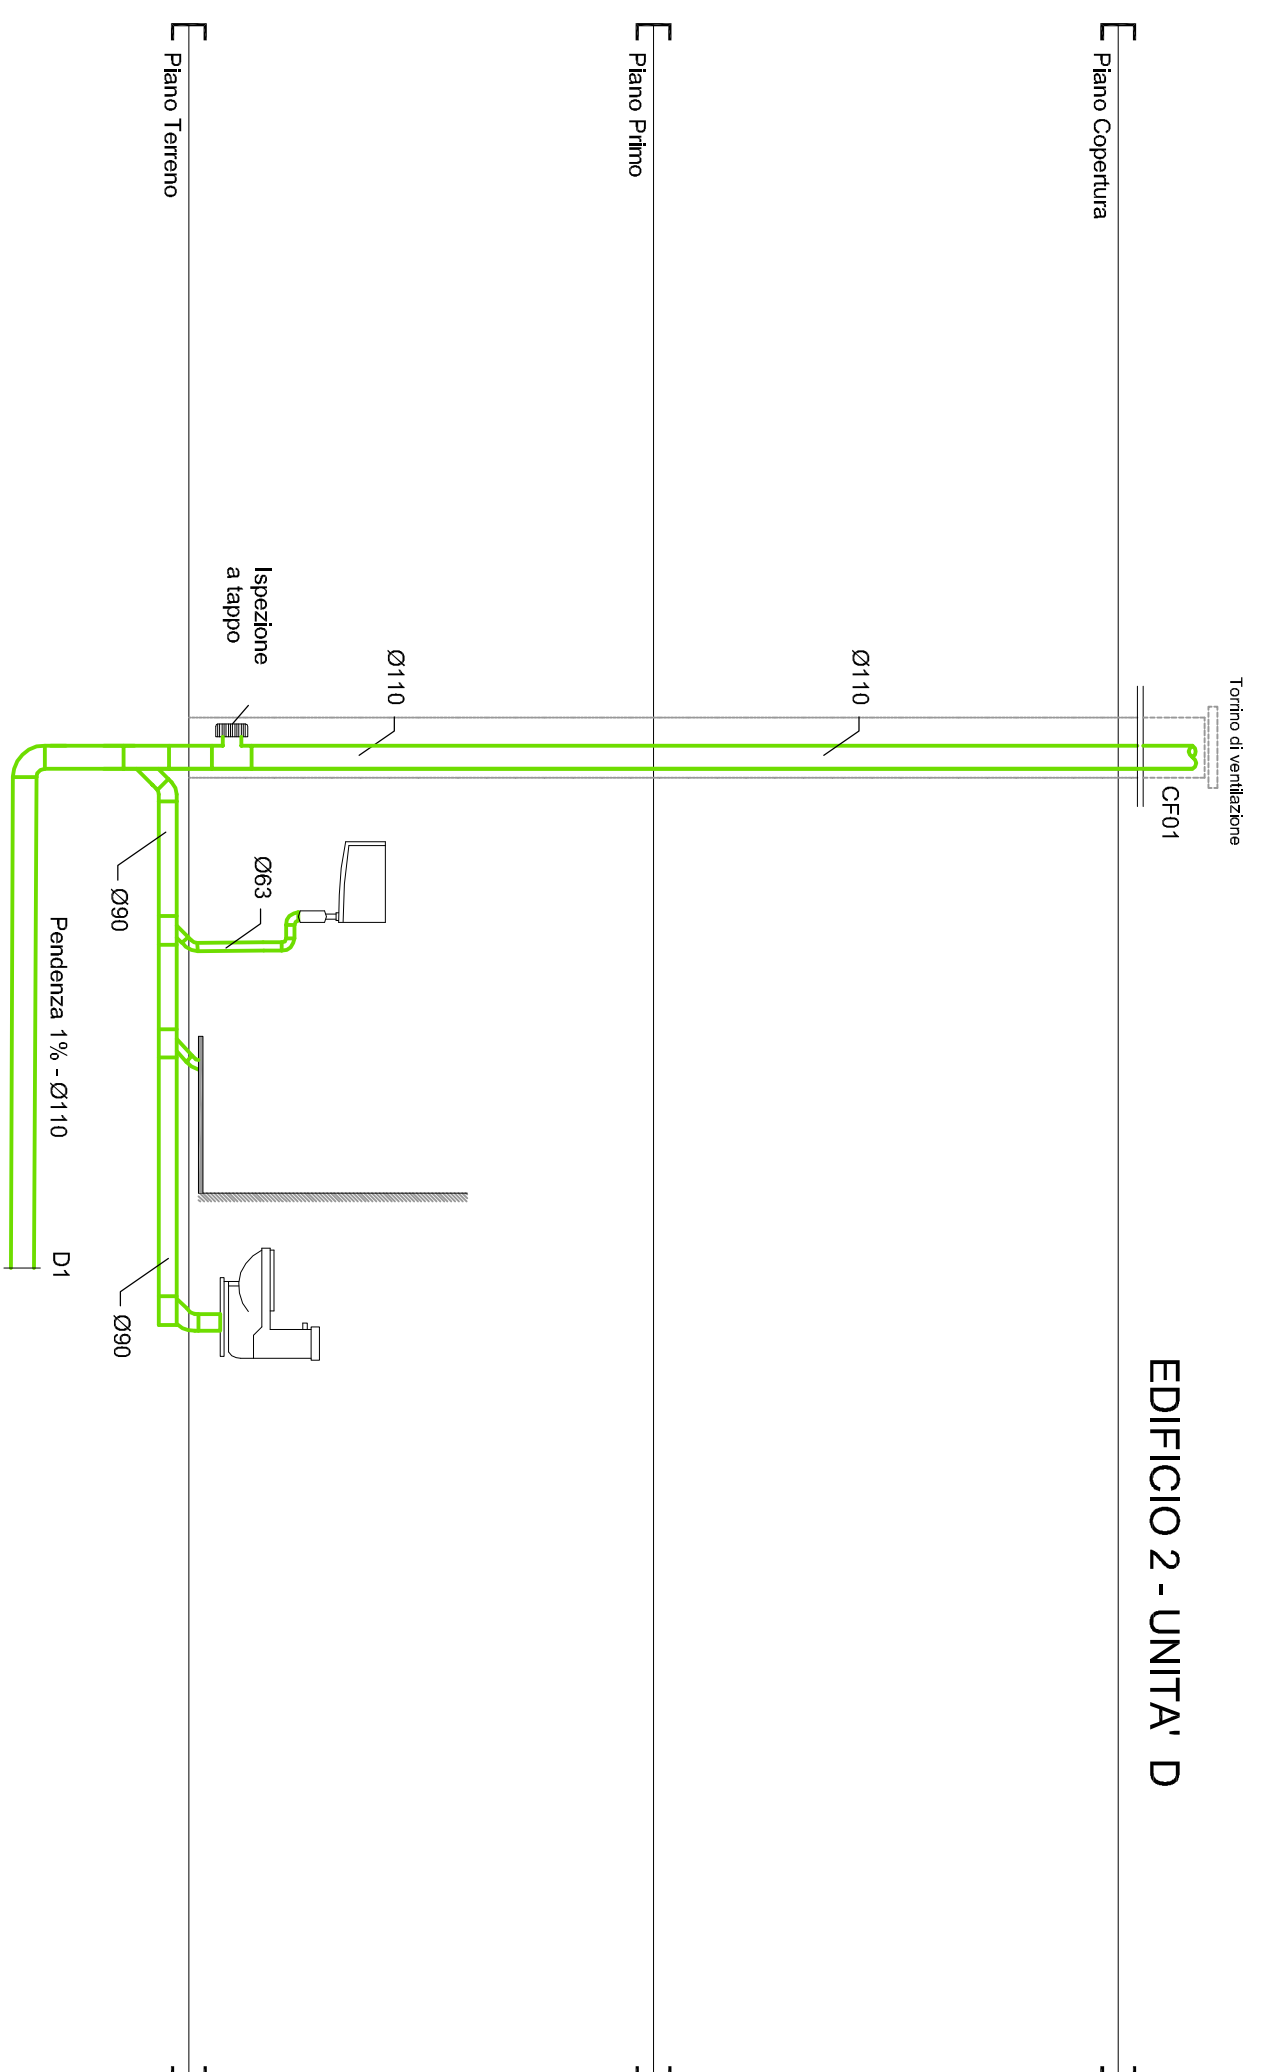 Torrino di ventilazione
CF01
EDIFICIO 2 - UNITA' D
Piano Copertura
Ø110
Piano Primo
Ø110
Ispezione
a tappo
Ø63
Piano Terreno
Ø90
Ø90
Pendenza 1% - Ø110
D1